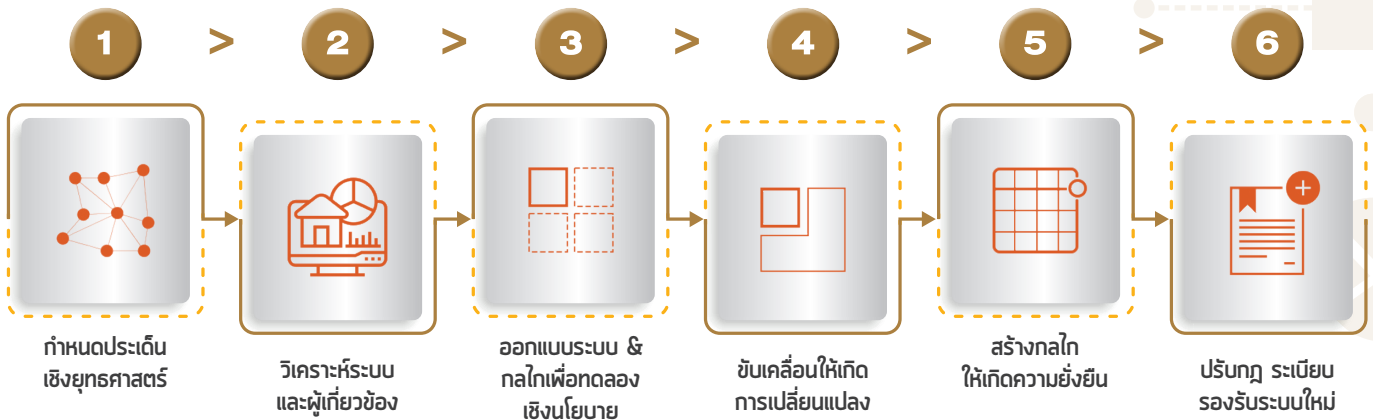 1 > 2 > 3 > 4 > 5 > 6
กำหนดประเด็น
เชิงยุทธศาสตร์
วิเคราะห์ระบบ
และผู้เกี่ยวข้อง
ออกแบบระบบ &
กลไกเพื่อทดลอง
เชิงนโยบาย
ขับเคลื่อนให้เกิด
การเปลี่ยนแปลง
สร้างกลไก
ให้เกิดความยั่งยืน
ปรับกฎ ระเบียบ
รองรับระบบใหม่